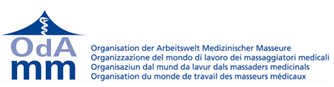 OdA
mm
Organisation der Arbeitswelt Medizinischer Masseure
Organizzazione del mondo di lavoro dei massaggiatori medicali
Organisaziun dal mund da lavur dals massaders medicinals
Organisation du monde de travail des masseurs médicaux